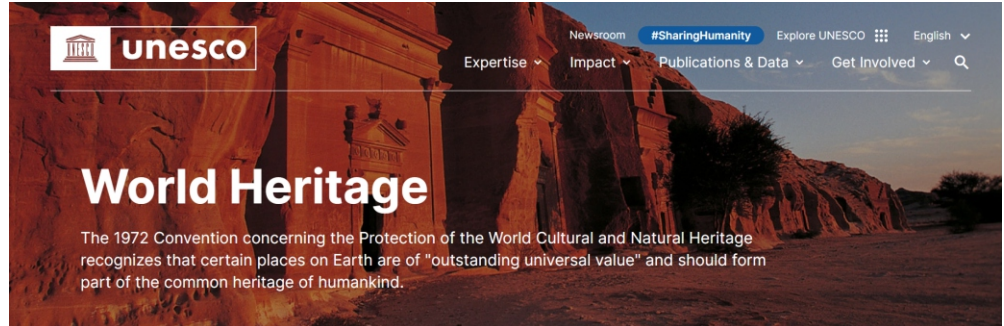 unesco
Newsroom #SharingHumanity Explore UNESCO English
Expertise Impact Publications & Data Get Involved
World Heritage
The 1972 Convention concerning the Protection of the World Cultural and Natural Heritage
recognizes that certain places on Earth are of "outstanding universal value" and should form
part of the common heritage of humankind.